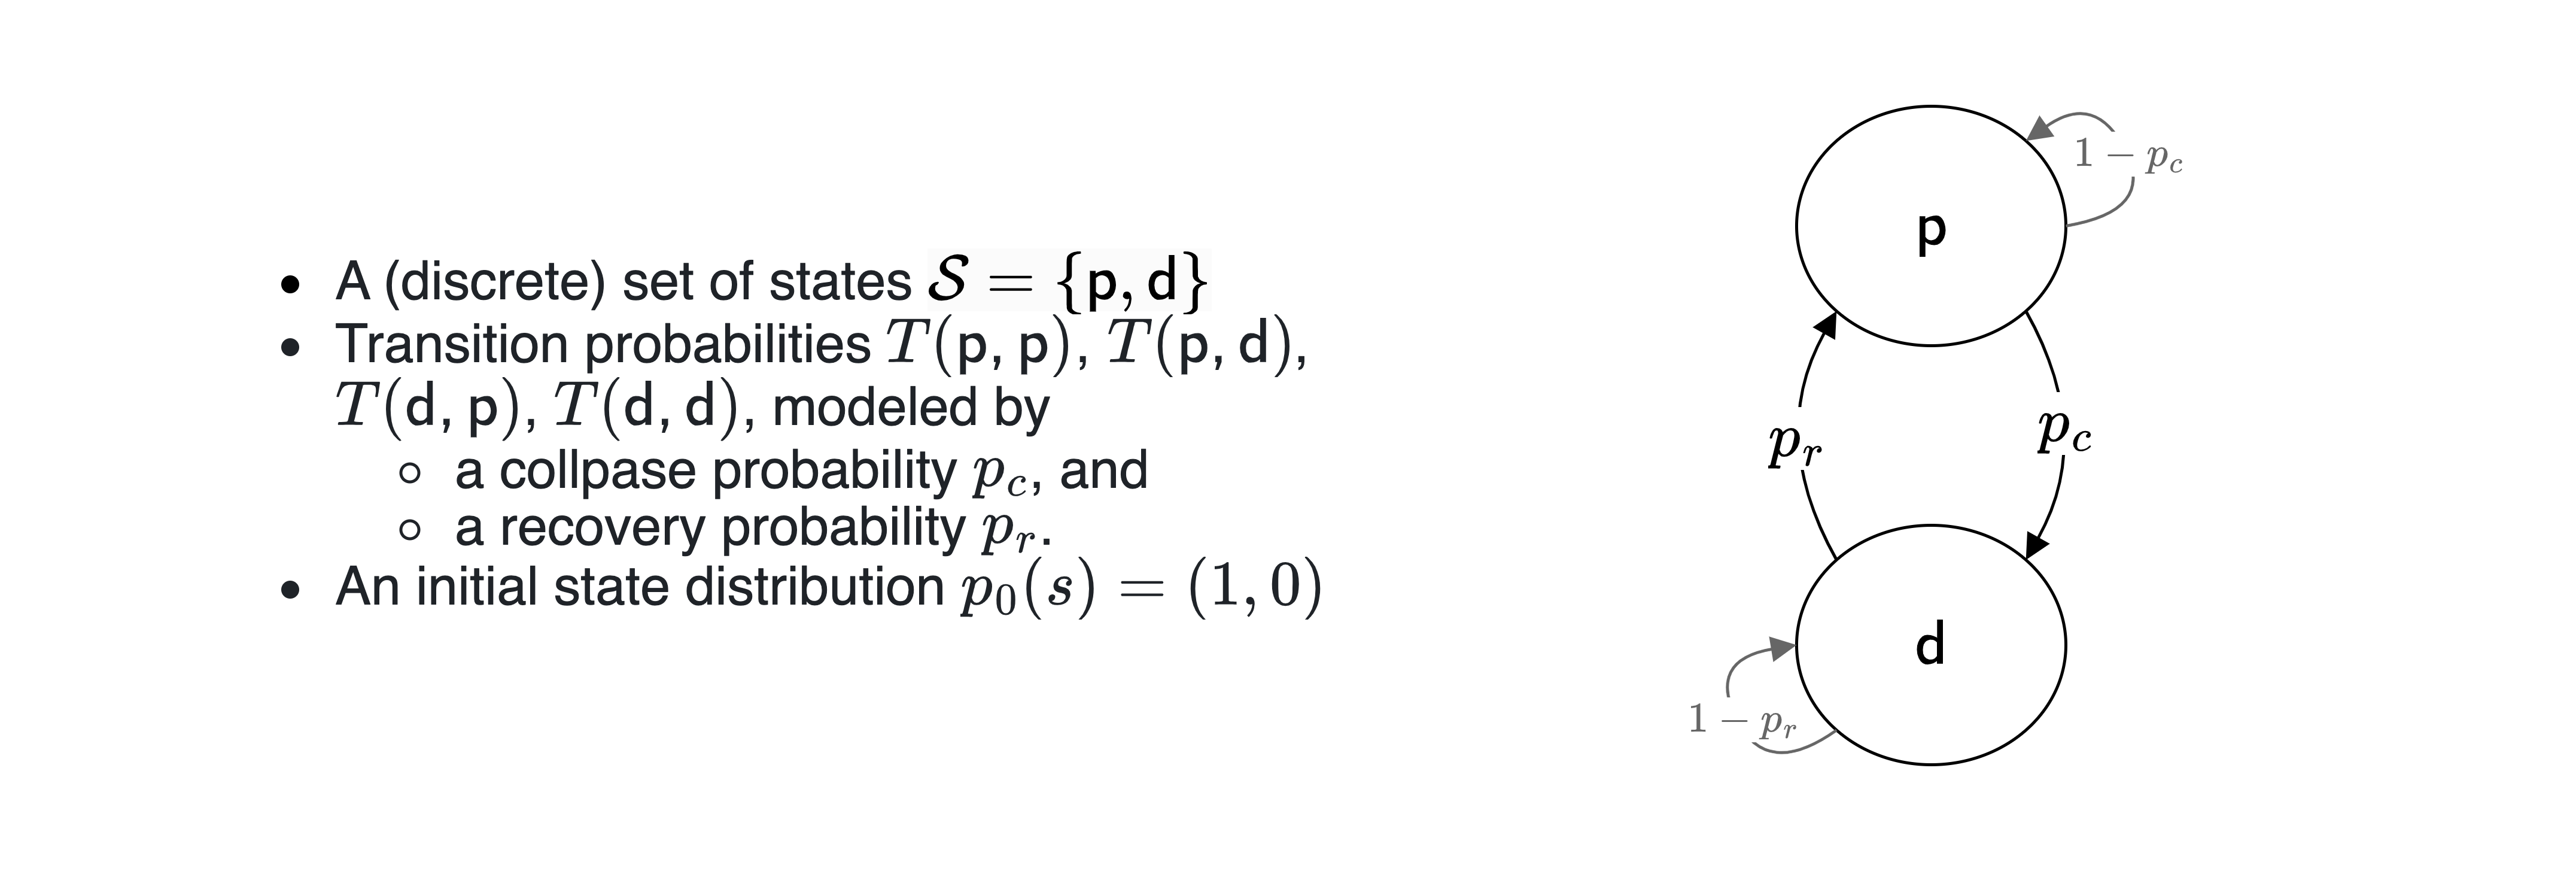 • A (discrete) set of states 𝒮 = {p, d}
• Transition probabilities T(p, p), T(p, d),
T(d, p), T(d, d), modeled by
○ a collpase probability p_c, and
○ a recovery probability p_r.
• An initial state distribution p_0(s) = (1, 0)
1 − p_c
p
p_r
p_c
d
1 − p_r